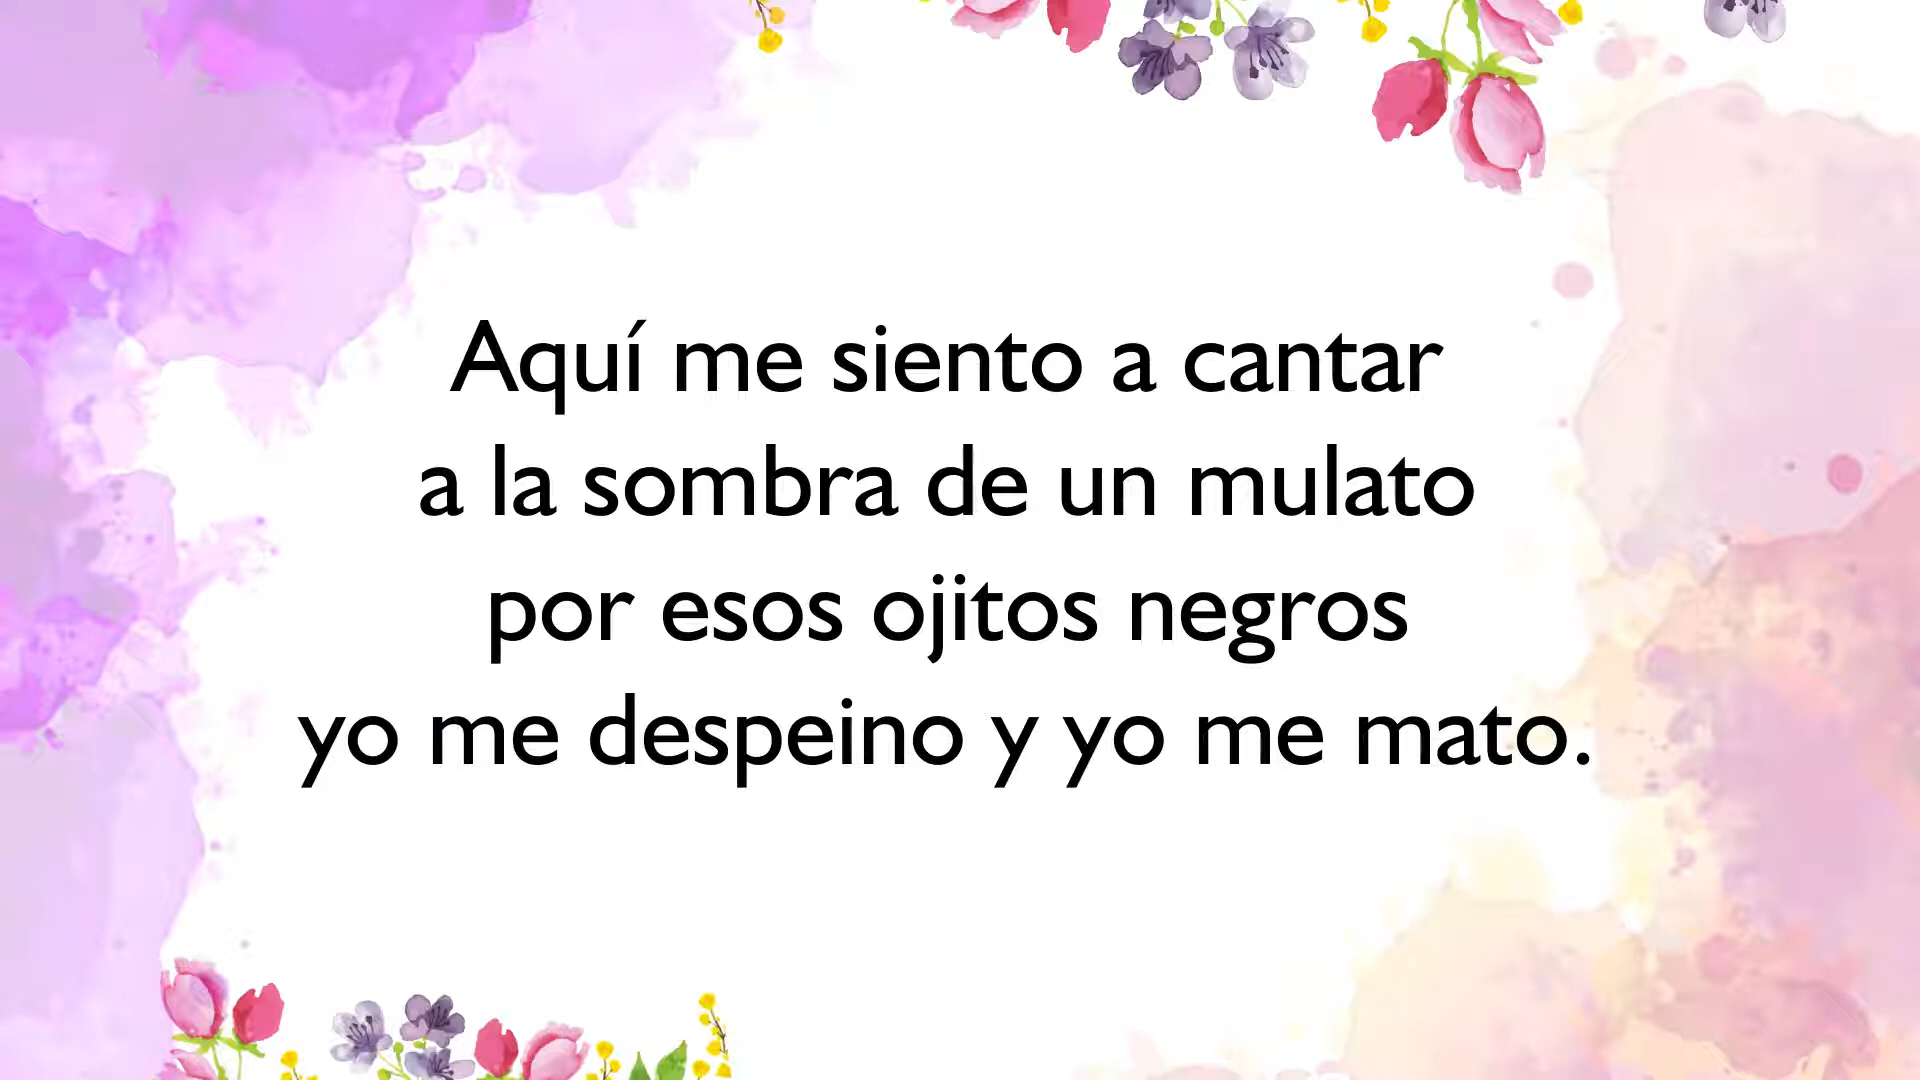 Aquí me siento a cantar
a la sombra de un mulato
por esos ojitos negros
yo me despeino y yo me mato.